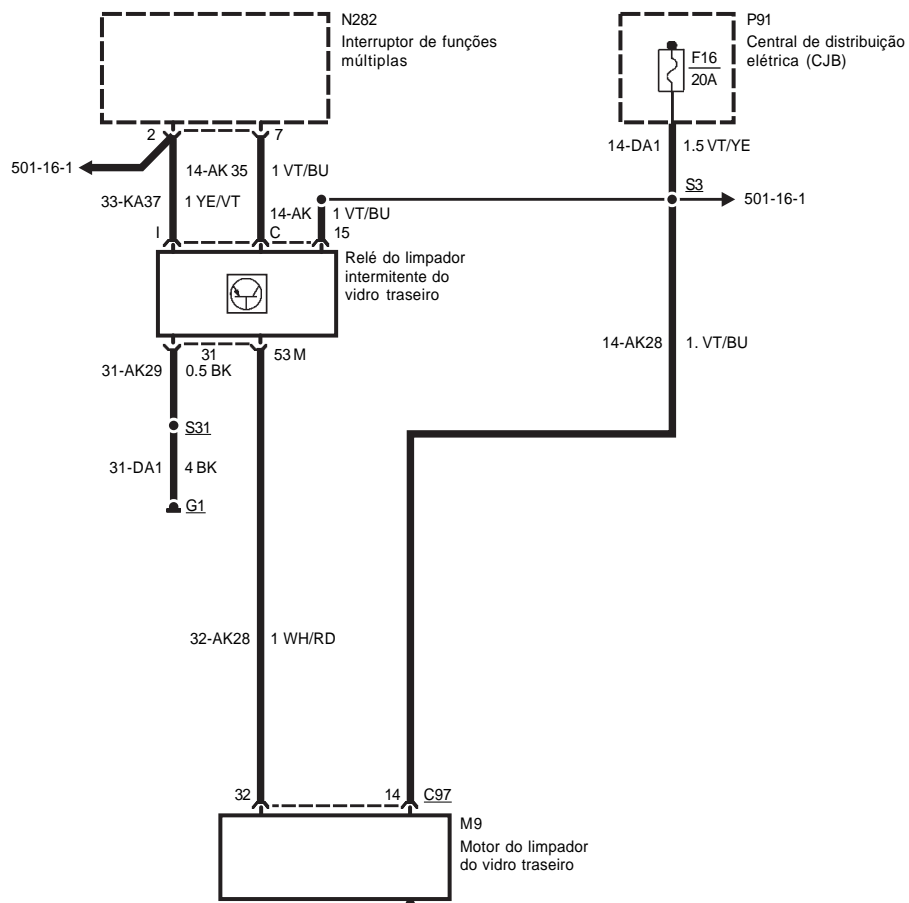 N282
Interruptor de funções
múltiplas
P91
Central de distribuição
elétrica (CJB)
F16
20A
2
7
501-16-1
14-AK 35
1 VT/BU
33-KA37
1 YE/VT
14-AK
1 VT/BU
14-DA1
1.5 VT/YE
S3
501-16-1
I
C
15
Relé do limpador
intermitente do
vidro traseiro
31
53 M
31-AK29
0.5 BK
14-AK28
1. VT/BU
S31
31-DA1
4 BK
G1
32-AK28
1 WH/RD
32
14
C97
M9
Motor do limpador
do vidro traseiro